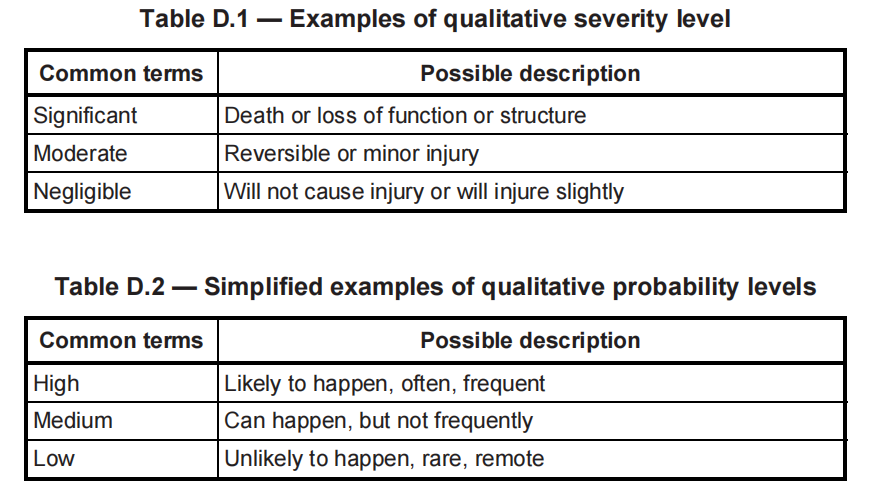 Table D.1 — Examples of qualitative severity level
Common terms Possible description
Significant Death or loss of function or structure
Moderate Reversible or minor injury
Negligible Will not cause injury or will injure slightly
Table D.2 — Simplified examples of qualitative probability levels
Common terms Possible description
High Likely to happen, often, frequent
Medium Can happen, but not frequently
Low Unlikely to happen, rare, remote